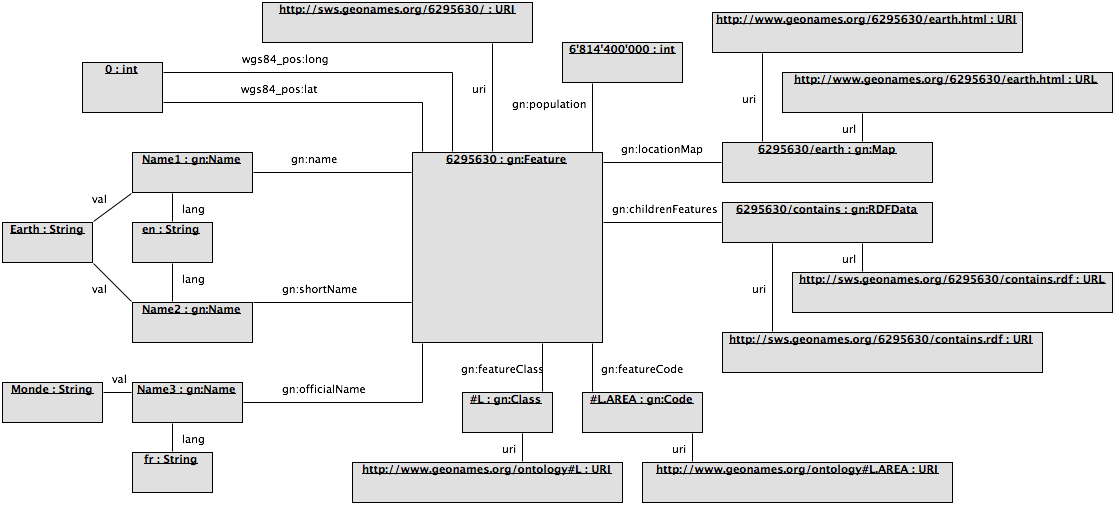 http://sws.geonames.org/6295630/ : URI
http://www.geonames.org/6295630/earth.html : URI
6'814'400'000 : int
wgs84_pos:long
0 : int
http://www.geonames.org/6295630/earth.html : URL
wgs84_pos:lat
uri
gn:population
uri
url
gn:name
gn:locationMap
Name1 : gn:Name
6295630 : gn:Feature
6295630/earth : gn:Map
val
lang
gn:childrenFeatures
6295630/contains : gn:RDFData
Earth : String
en : String
url
val
lang
gn:shortName
uri
http://sws.geonames.org/6295630/contains.rdf : URL
Name2 : gn:Name
http://sws.geonames.org/6295630/contains.rdf : URI
gn:featureClass
gn:featureCode
val
gn:officialName
Monde : String
Name3 : gn:Name
#L : gn:Class
#L.AREA : gn:Code
lang
uri
uri
fr : String
http://www.geonames.org/ontology#L : URI
http://www.geonames.org/ontology#L.AREA : URI